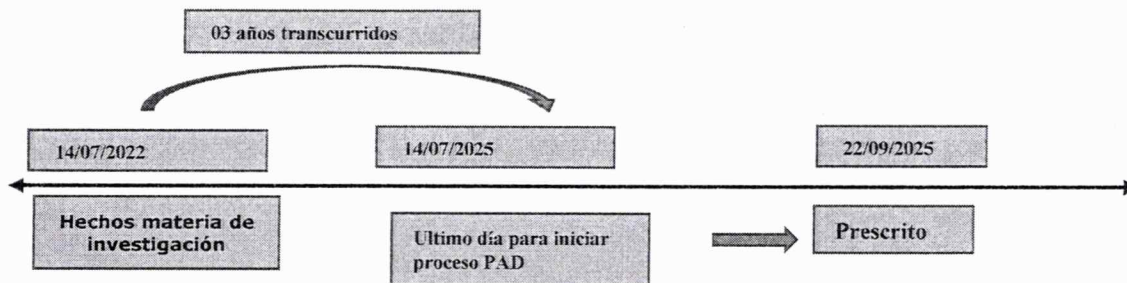 03 años transcurridos
14/07/2022
14/07/2025
22/09/2025
Hechos materia de
investigación
Ultimo día para iniciar
proceso PAD
Prescrito